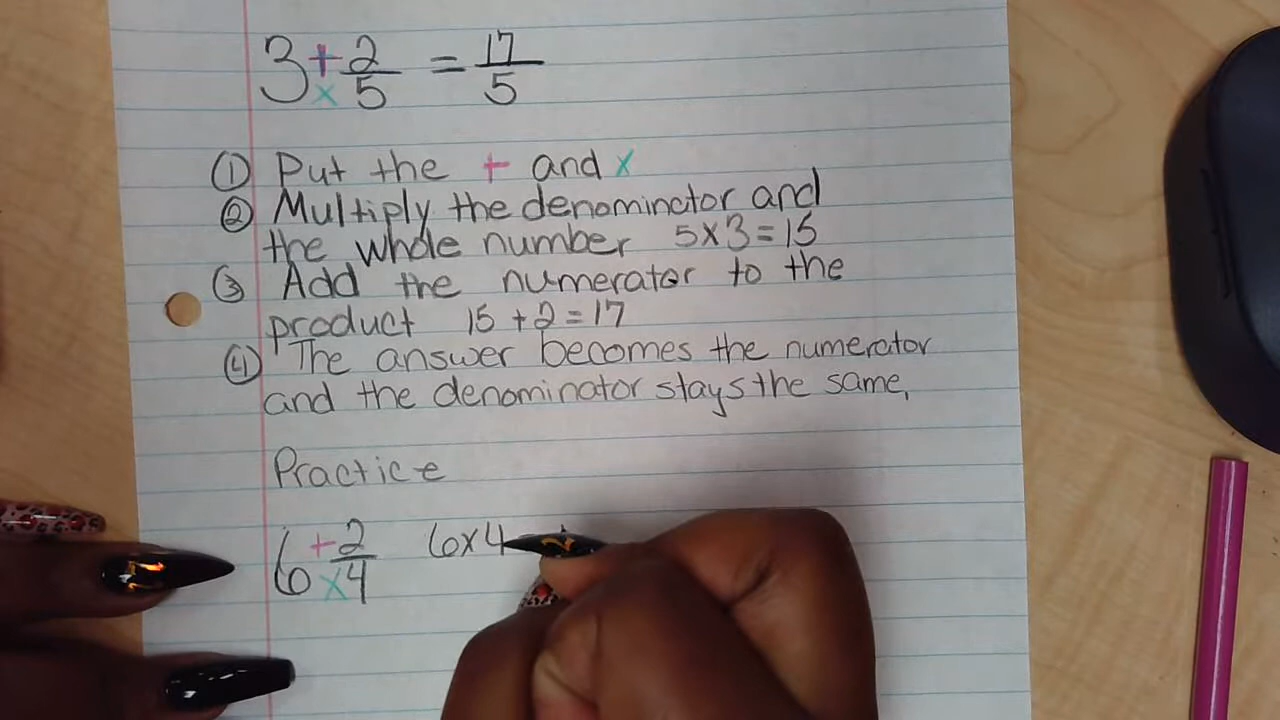 3 + 2/5 = 17/5
x
① Put the + and x
② Multiply the denominator and
the whole number 5x3=15
③ Add the numerator to the
product 15 +2=17
④ The answer becomes the numerator
and the denominator stays the same,
Practice
6 + 2/4 6x4
x